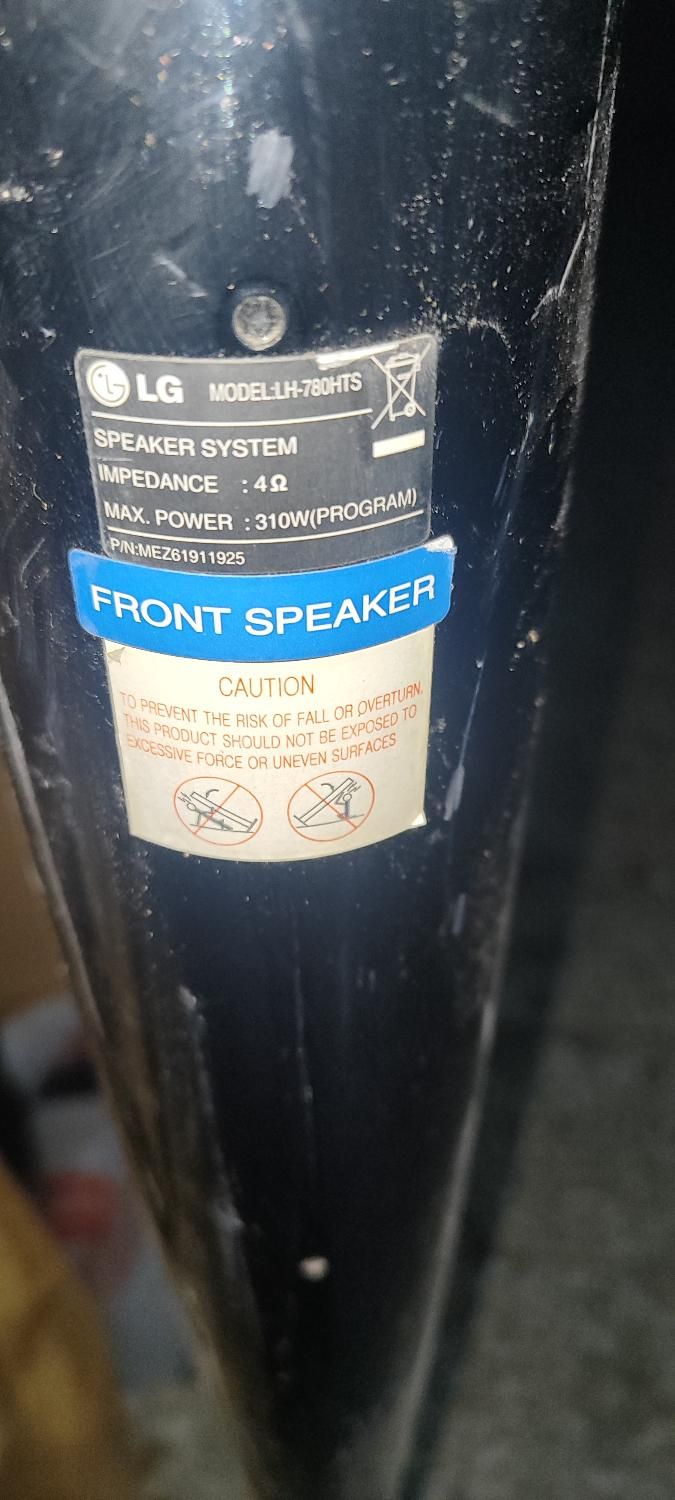 LG MODEL:LH-780HTS
SPEAKER SYSTEM
IMPEDANCE : 4Ω
MAX. POWER : 310W(PROGRAM)
P/N:MEZ61911925
FRONT SPEAKER
CAUTION
TO PREVENT THE RISK OF FALL OR OVERTURN,
THIS PRODUCT SHOULD NOT BE EXPOSED TO
EXCESSIVE FORCE OR UNEVEN SURFACES